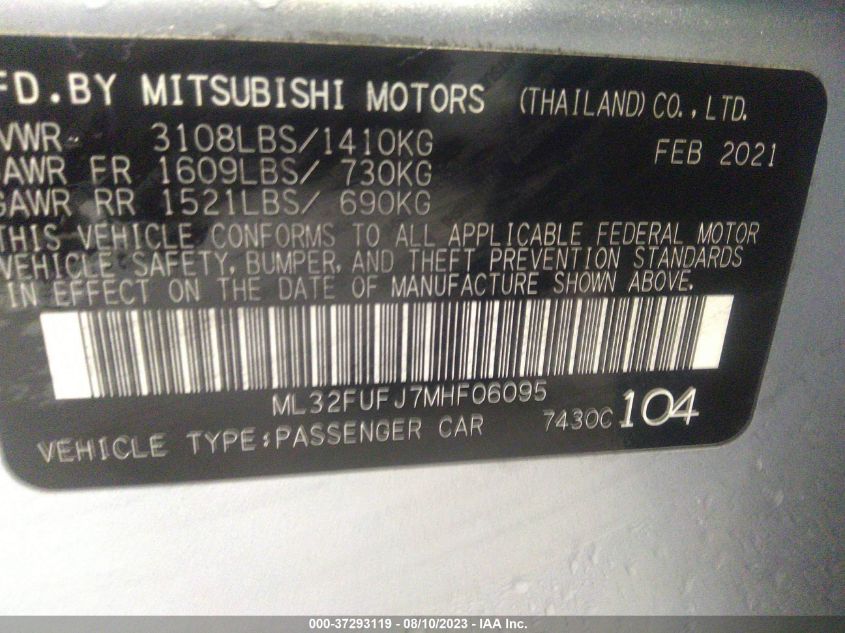 FD.BY MITSUBISHI MOTORS (THAILAND) CO., LTD.
VWR 3108LBS/1410KG FEB 2021
AWR FR 1609LBS/ 730KG
GAWR RR 1521LBS/ 690KG
THIS VEHICLE CONFORMS TO ALL APPLICABLE FEDERAL MOTOR
VEHICLE SAFETY, BUMPER, AND THEFT PREVENTION STANDARDS
IN EFFECT ON THE DATE OF MANUFACTURE SHOWN ABOVE.
ML32FUFJ7MHF06095
VEHICLE TYPE:PASSENGER CAR 7430C 104
000-37293119 - 08/10/2023 - IAA Inc.